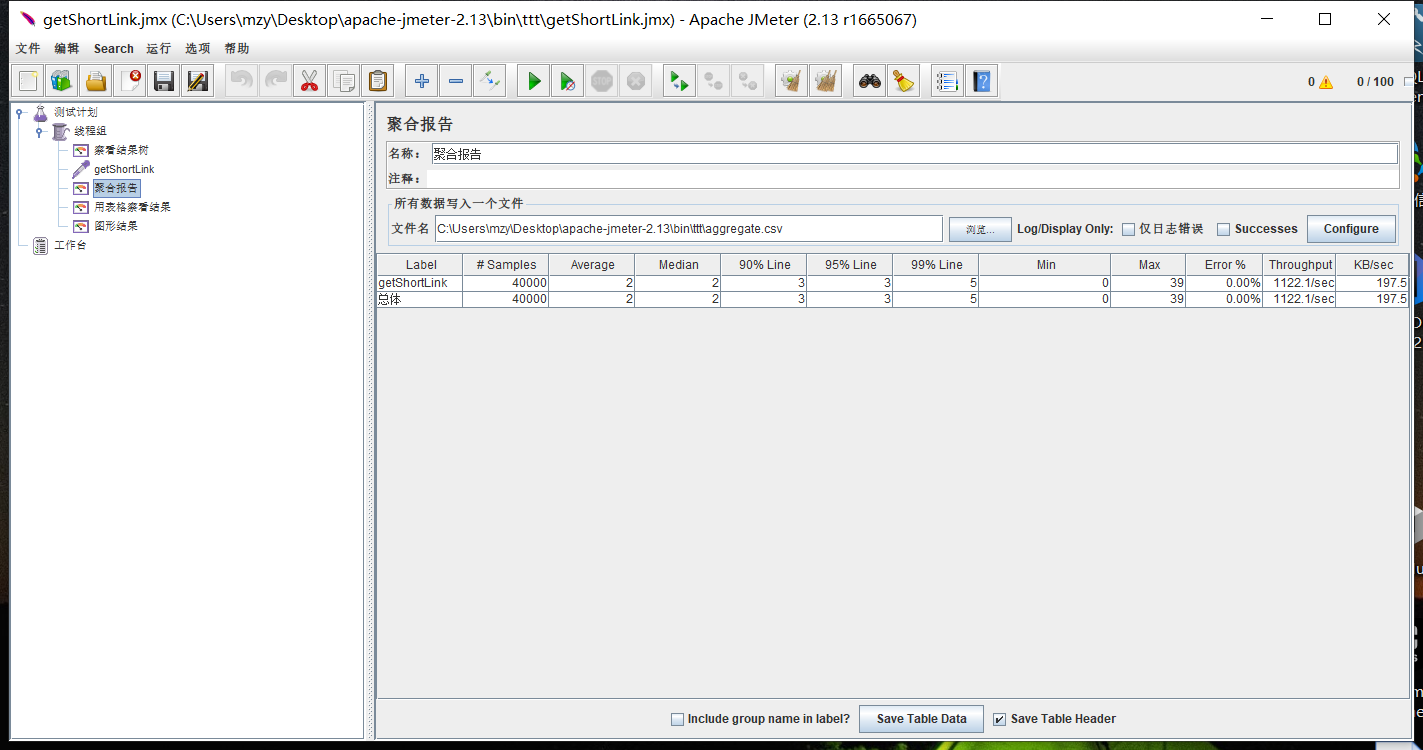 getShortLink.jmx (C:\Users\mzy\Desktop\apache-jmeter-2.13\bin\ttt\getShortLink.jmx) - Apache JMeter (2.13 r1665067)
文件 编辑 Search 运行 选项 帮助
0 0 / 100
测试计划
线程组
察看结果树
getShortLink
聚合报告
用表格察看结果
图形结果
工作台
聚合报告
名称： 聚合报告
注释：
所有数据写入一个文件
文件名 C:\Users\mzy\Desktop\apache-jmeter-2.13\bin\ttt\aggregate.csv 浏览... Log/Display Only: 仅日志错误 Successes Configure
Label # Samples Average Median 90% Line 95% Line 99% Line Min Max Error % Throughput KB/sec
getShortLink 40000 2 2 3 3 5 0 39 0.00% 1122.1/sec 197.5
总体 40000 2 2 3 3 5 0 39 0.00% 1122.1/sec 197.5
Include group name in label? Save Table Data Save Table Header